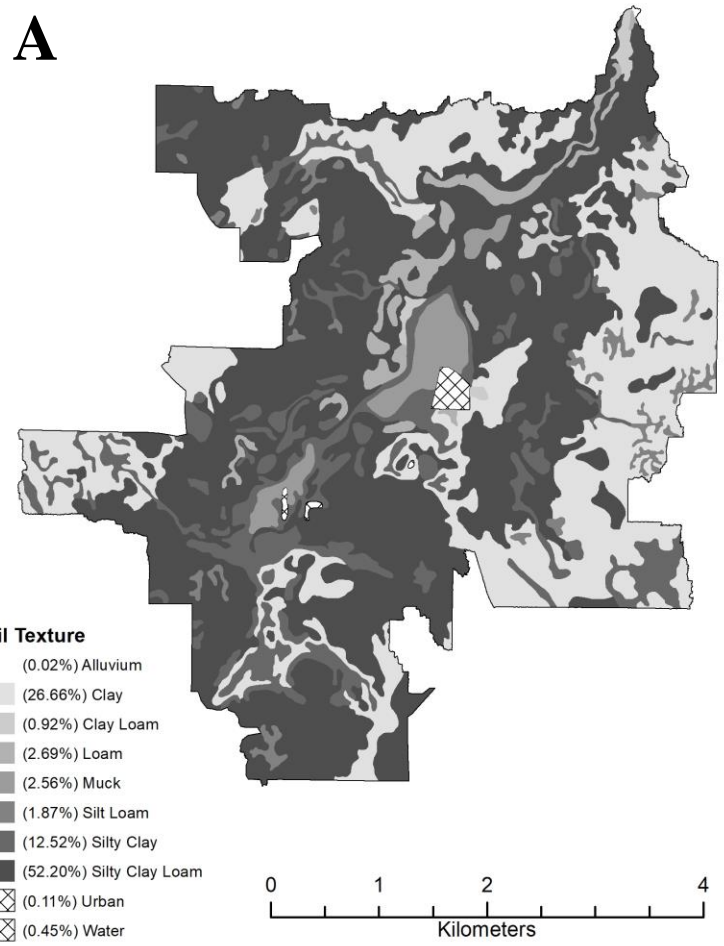 A
il Texture
(0.02%) Alluvium
(26.66%) Clay
(0.92%) Clay Loam
(2.69%) Loam
(2.56%) Muck
(1.87%) Silt Loam
(12.52%) Silty Clay
(52.20%) Silty Clay Loam
(0.11%) Urban
(0.45%) Water
0 1 2 4
Kilometers